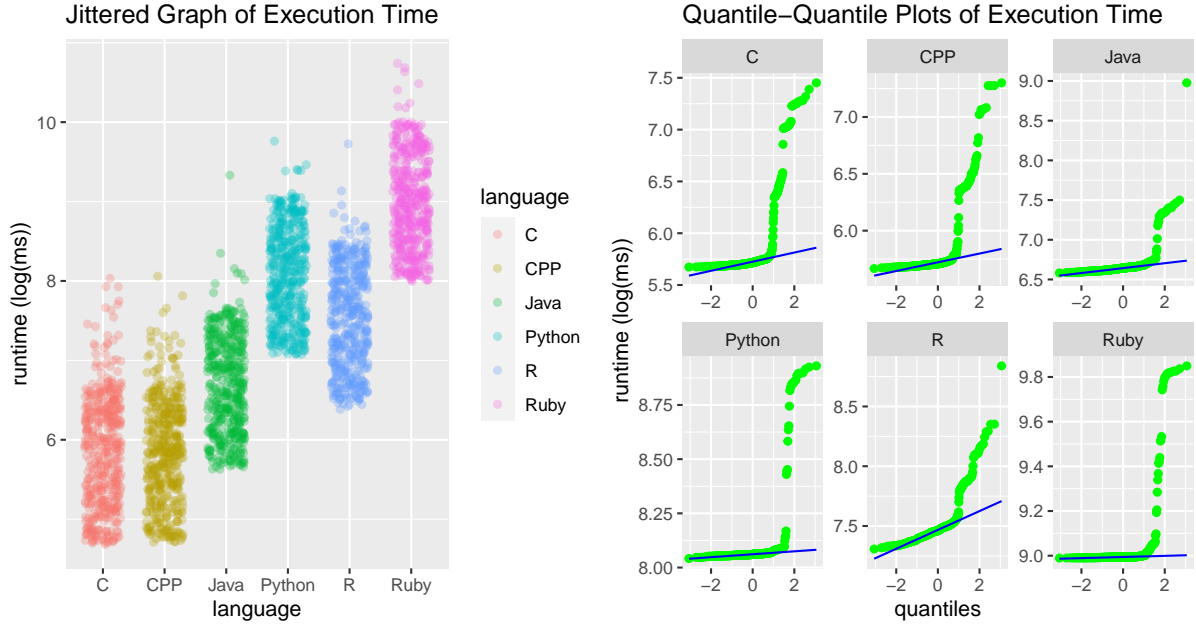 Jittered Graph of Execution Time
runtime (log(ms))
10
8
6
C
CPP
Java
Python
R
Ruby
language
language
C
CPP
Java
Python
R
Ruby
Quantile−Quantile Plots of Execution Time
runtime (log(ms))
C
7.5
7.0
6.5
6.0
5.5
−2
0
2
CPP
7.0
6.5
6.0
−2
0
2
Java
9.0
8.5
8.0
7.5
7.0
6.5
−2
0
2
Python
8.75
8.50
8.25
8.00
−2
0
2
R
8.5
8.0
7.5
−2
0
2
Ruby
9.8
9.6
9.4
9.2
9.0
−2
0
2
quantiles